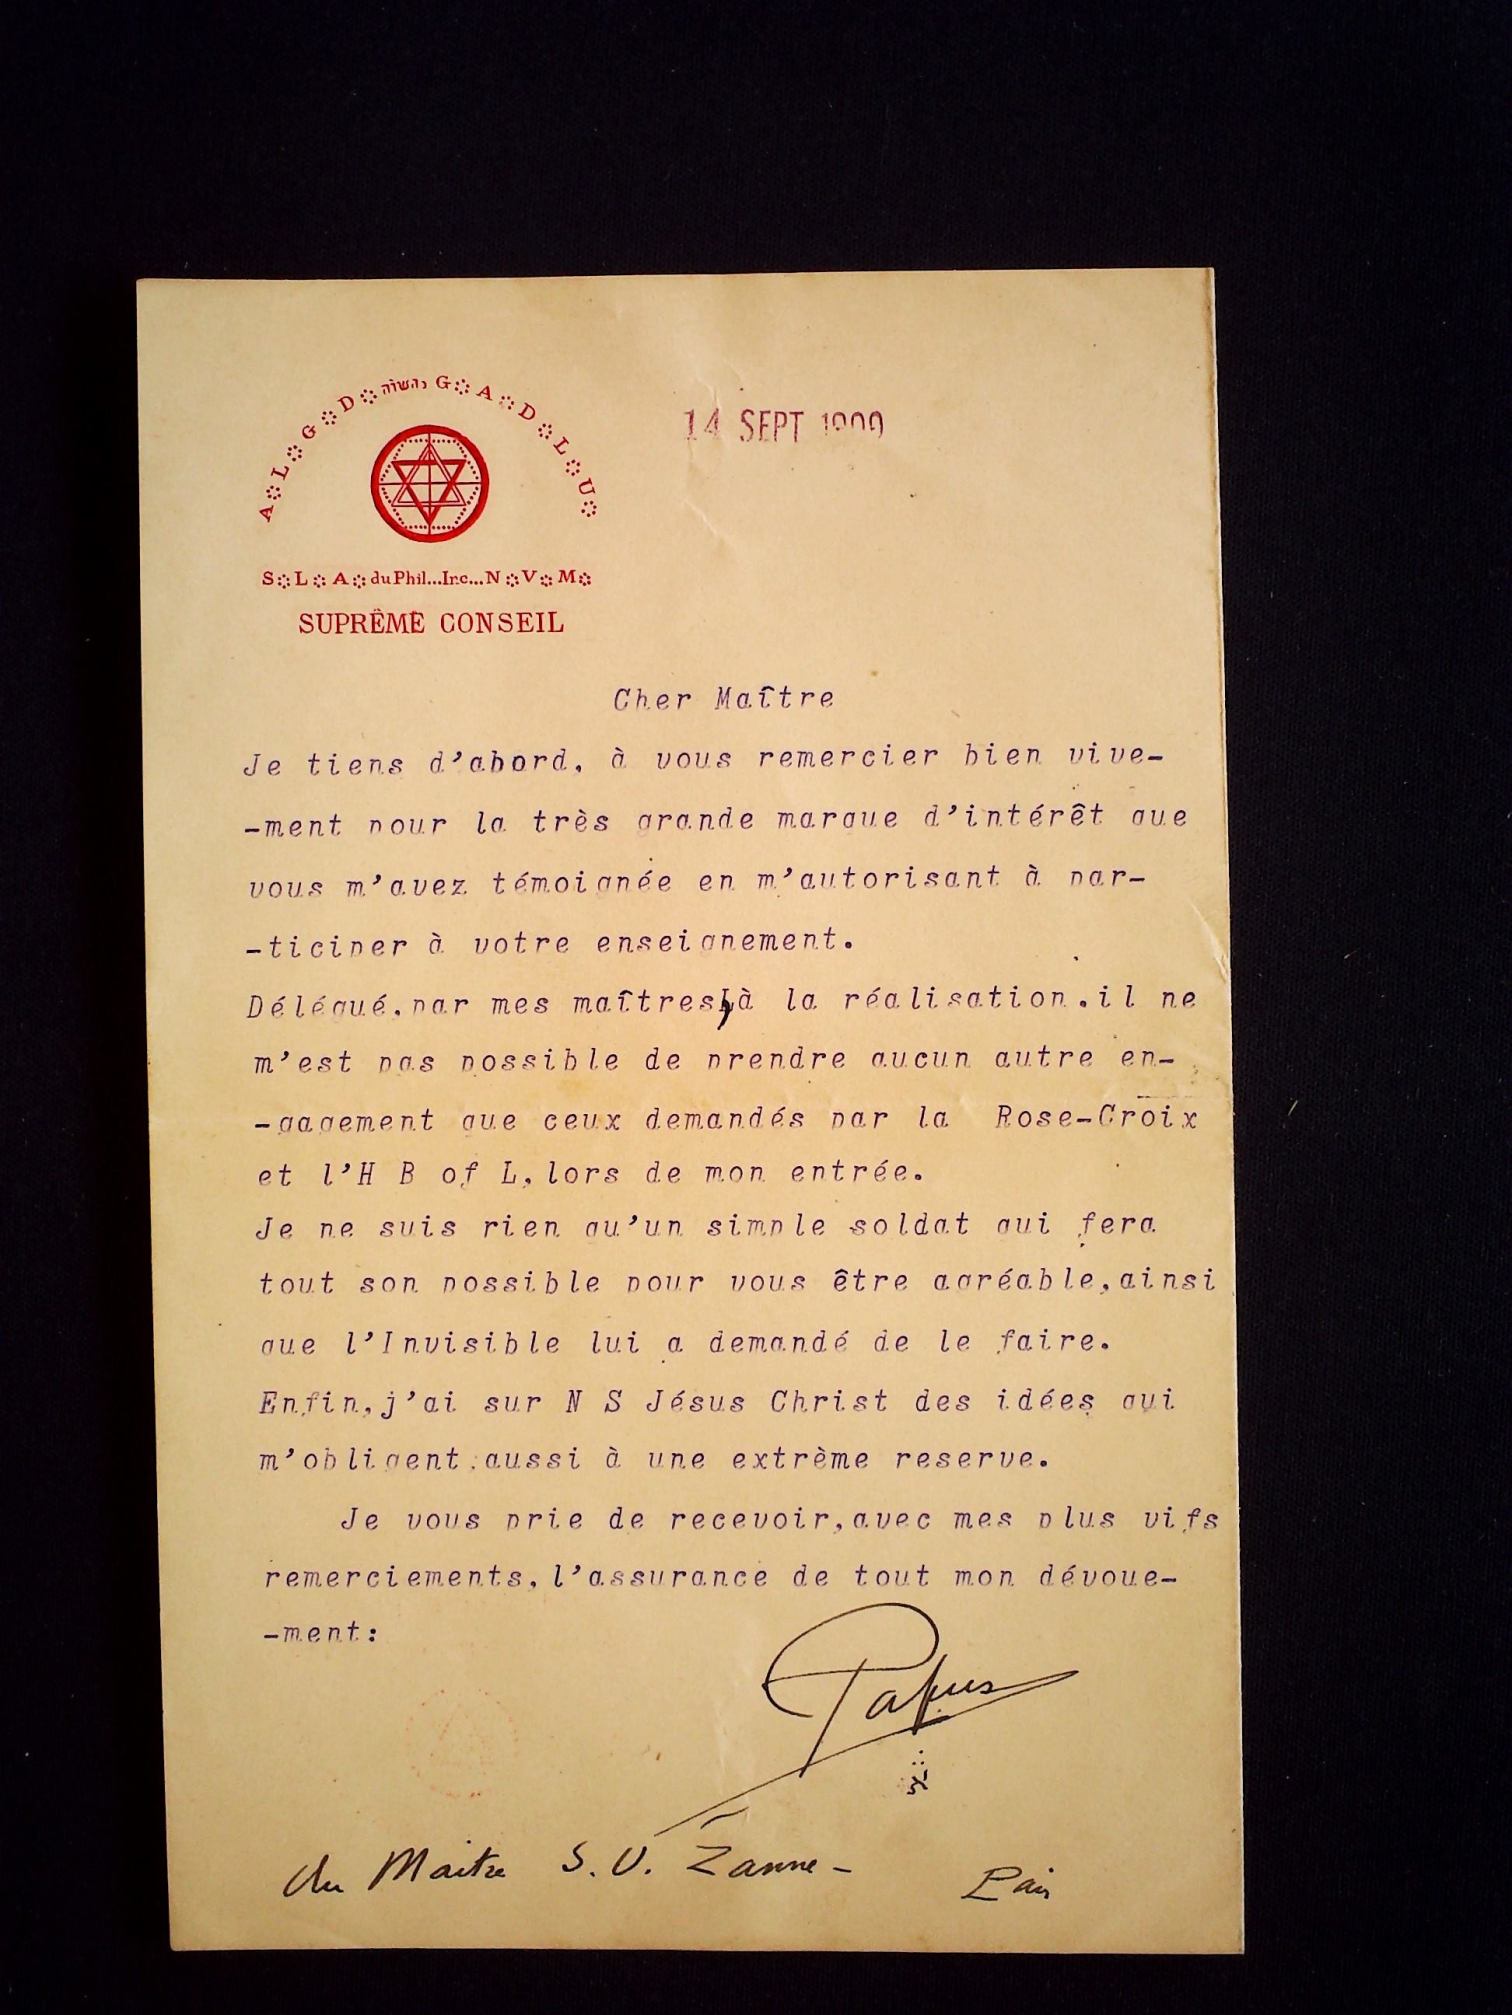 A L G D יהשוה G A D L U
14 SEPT 1909
S L A du Phil...Inc...N V M
SUPRÊME CONSEIL
Cher Maître
Je tiens d'abord, à vous remercier bien vive-
-ment pour la très grande marque d'intérêt que
vous m'avez témoignée en m'autorisant à par-
-ticiper à votre enseignement.
Délégué,par mes maîtres,à la réalisation,il ne
m'est pas possible de prendre aucun autre en-
-gagement que ceux demandés par la Rose-Croix
et l'H B of L,lors de mon entrée.
Je ne suis rien qu'un simple soldat qui fera
tout son possible pour vous être agréable,ainsi
que l'Invisible lui a demandé de le faire.
Enfin,j'ai sur N S Jésus Christ des idées qui
m'obligent aussi à une extrème reserve.
Je vous prie de recevoir,avec mes plus vifs
remerciements,l'assurance de tout mon dévoue-
-ment:
Papus
Au Maître S. U. Zanne -